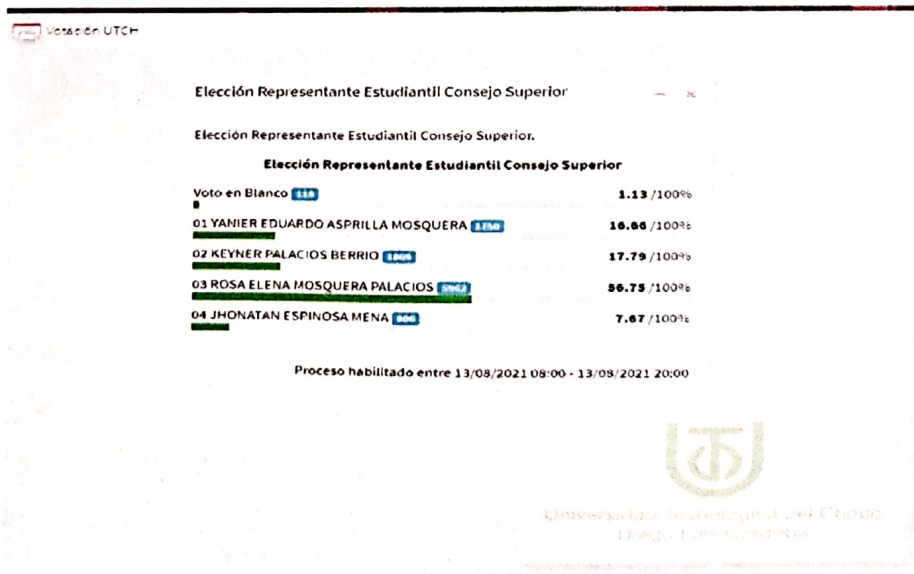 Votación UTCH
Elección Representante Estudiantil Consejo Superior
Elección Representante Estudiantil Consejo Superior.
Elección Representante Estudiantil Consejo Superior
Voto en Blanco 1.13 /100%
01 YANIER EDUARDO ASPRILLA MOSQUERA 16.66 /100%
02 KEYNER PALACIOS BERRIO 17.79 /100%
03 ROSA ELENA MOSQUERA PALACIOS 56.75 /100%
04 JHONATAN ESPINOSA MENA 7.67 /100%
Proceso habilitado entre 13/08/2021 08:00 - 13/08/2021 20:00